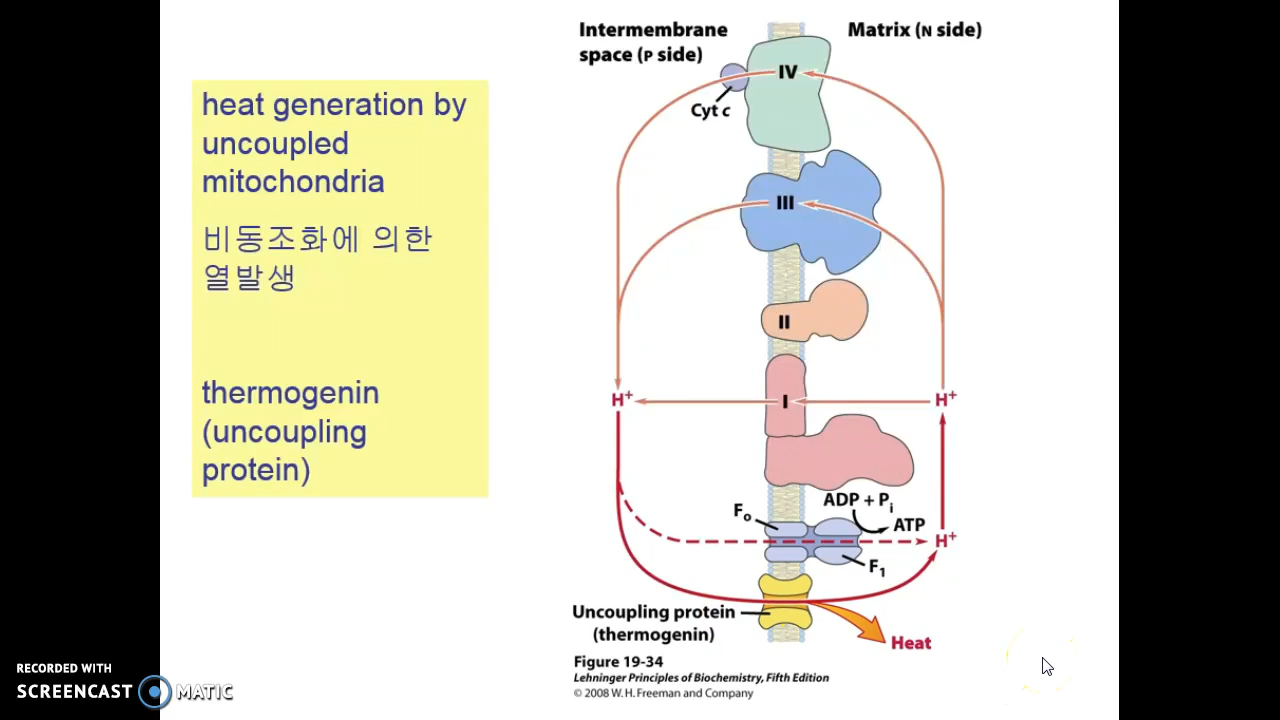 heat generation by
uncoupled
mitochondria
비동조화에 의한
열발생
thermogenin
(uncoupling
protein)
Intermembrane
space (P side)
Matrix (N side)
IV
Cyt c
III
II
I
H+
H+
ADP + Pi
Fo
ATP
H+
F1
Uncoupling protein
(thermogenin)
Heat
Figure 19-34
Lehninger Principles of Biochemistry, Fifth Edition
© 2008 W. H. Freeman and Company
RECORDED WITH
SCREENCAST MATIC